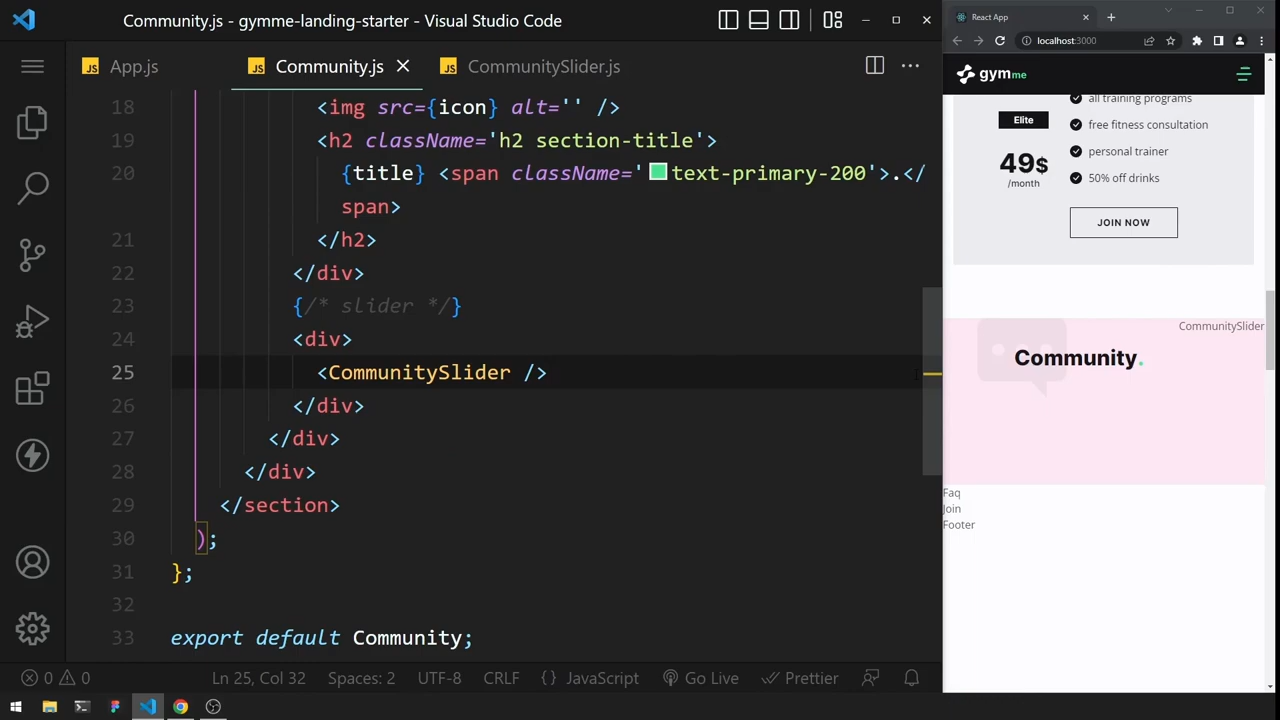 Community.js - gymme-landing-starter - Visual Studio Code
App.js
Community.js
CommunitySlider.js
18 <img src={icon} alt='' />
19 <h2 className='h2 section-title'>
20 {title} <span className='text-primary-200'>.</
span>
21 </h2>
22 </div>
23 {/* slider */}
24 <div>
25 <CommunitySlider />
26 </div>
27 </div>
28 </div>
29 </section>
30 );
31 };
32
33 export default Community;
0 0
Ln 25, Col 32
Spaces: 2
UTF-8
CRLF
{} JavaScript
Go Live
Prettier
React App
localhost:3000
gymme
all training programs
Elite
free fitness consultation
49$
/month
personal trainer
50% off drinks
JOIN NOW
CommunitySlider
Community.
Faq
Join
Footer